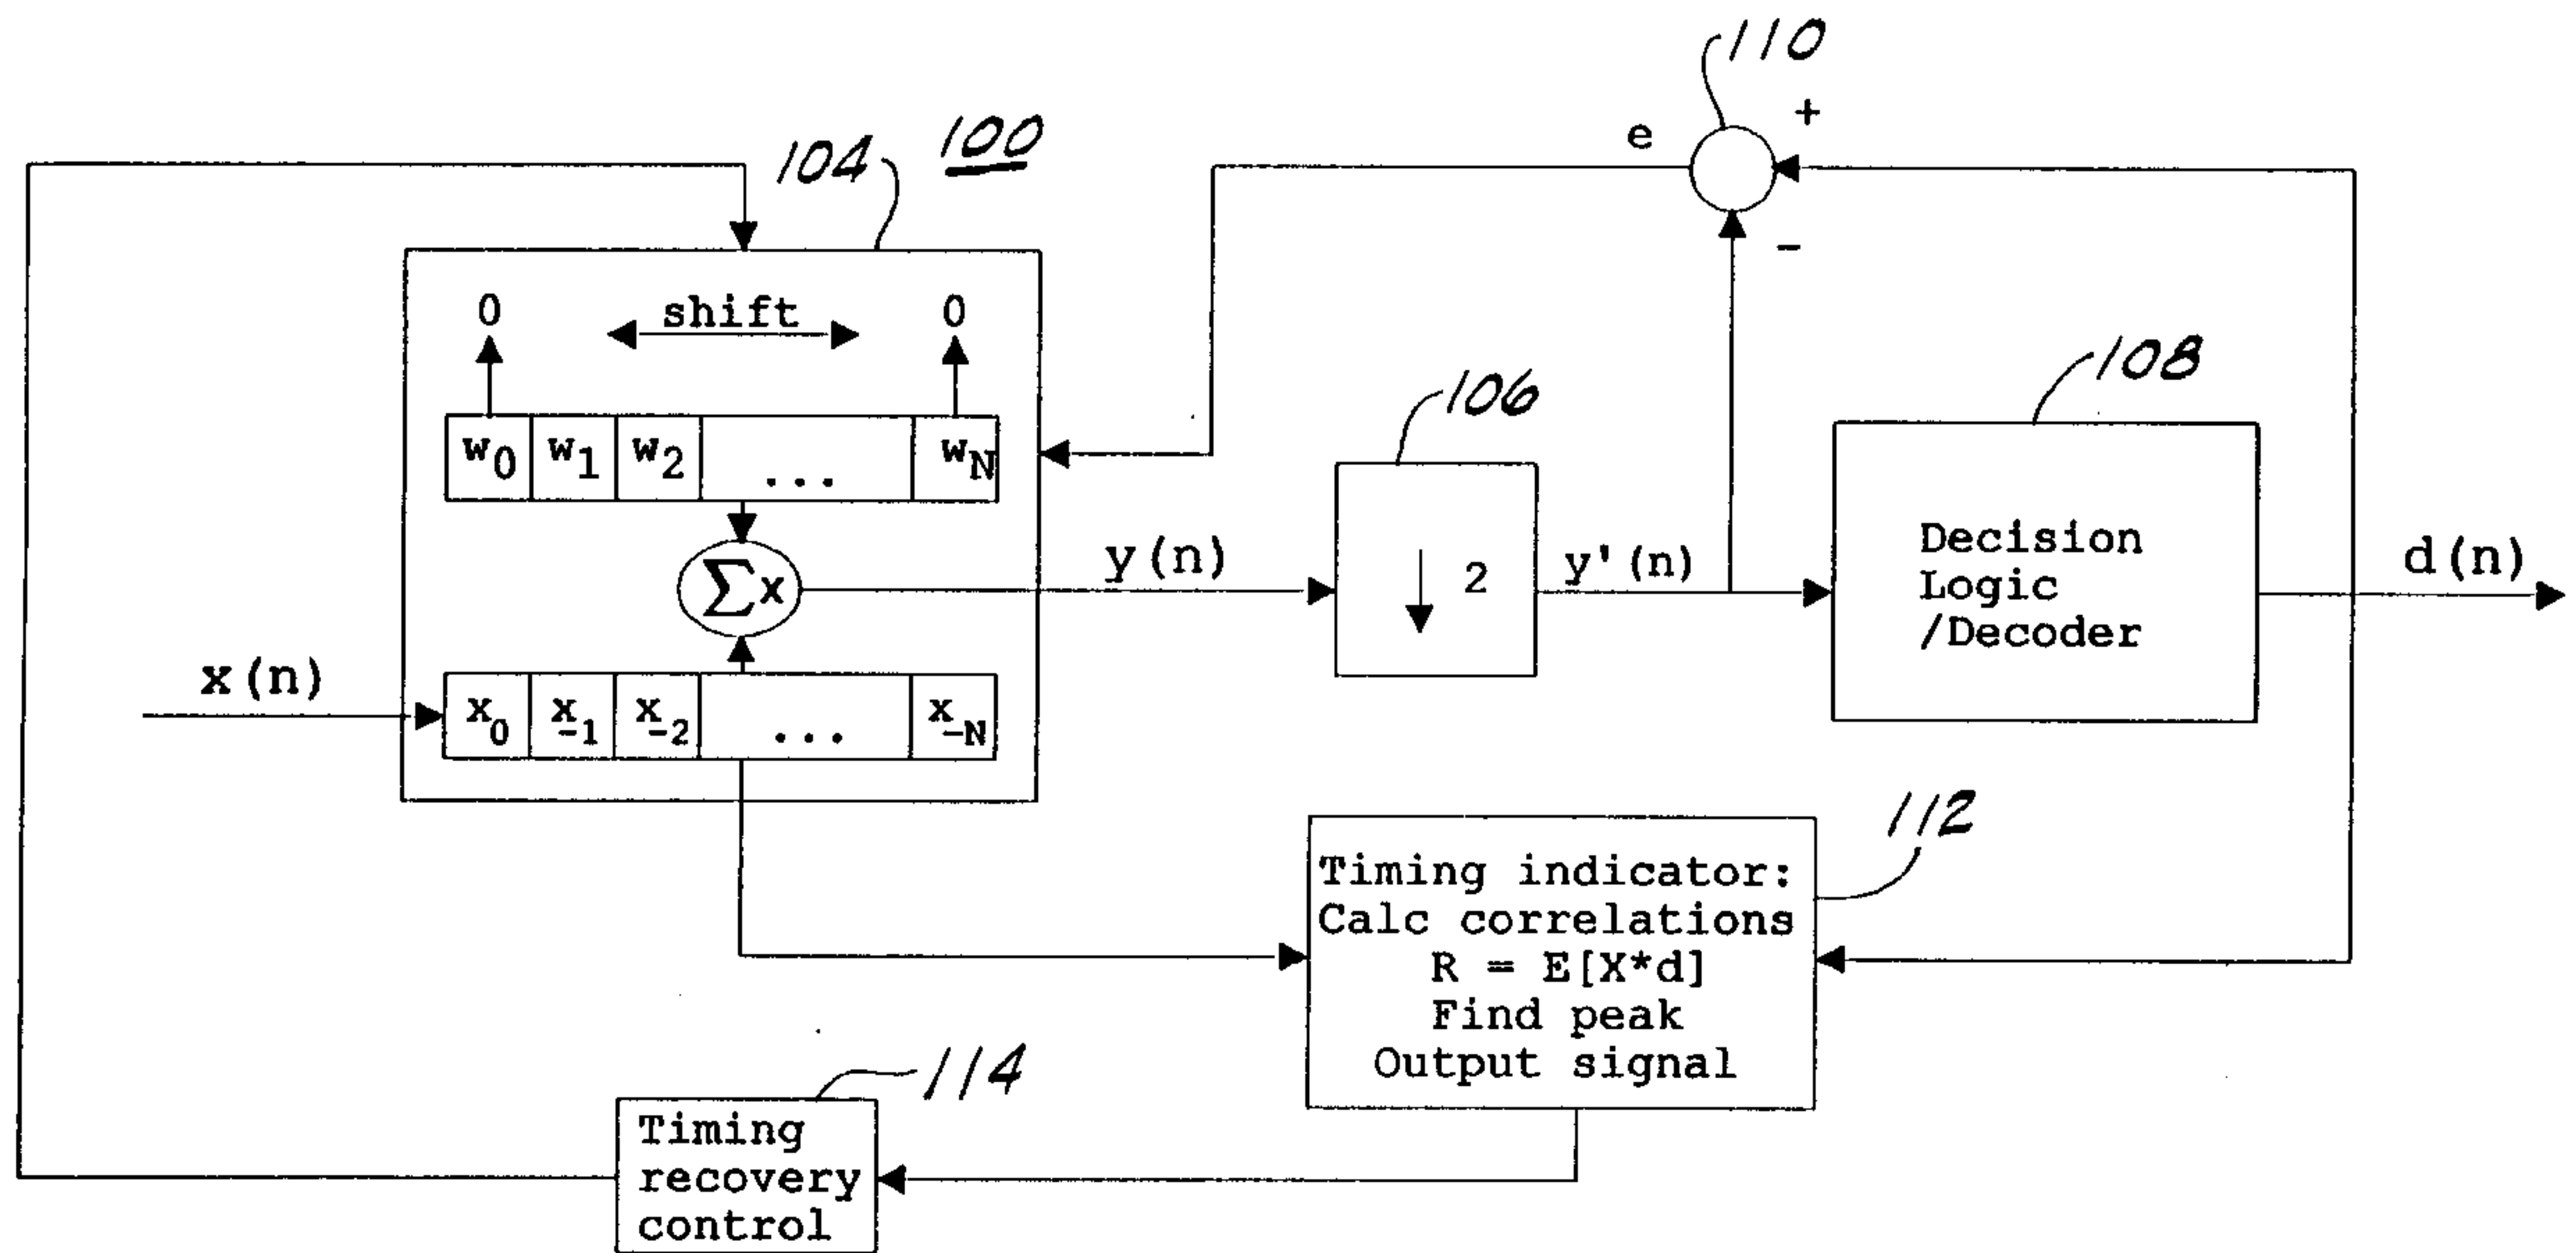 110
+
e
-
104
100
0
shift
0
w0 w1 w2 ... wN
Σx
x(n)
x0 x-1 x-2 ... x-N
y(n)
106
↓ 2
y'(n)
108
Decision
Logic
/Decoder
d(n)
112
Timing indicator:
Calc correlations
R = E[X*d]
Find peak
Output signal
114
Timing
recovery
control